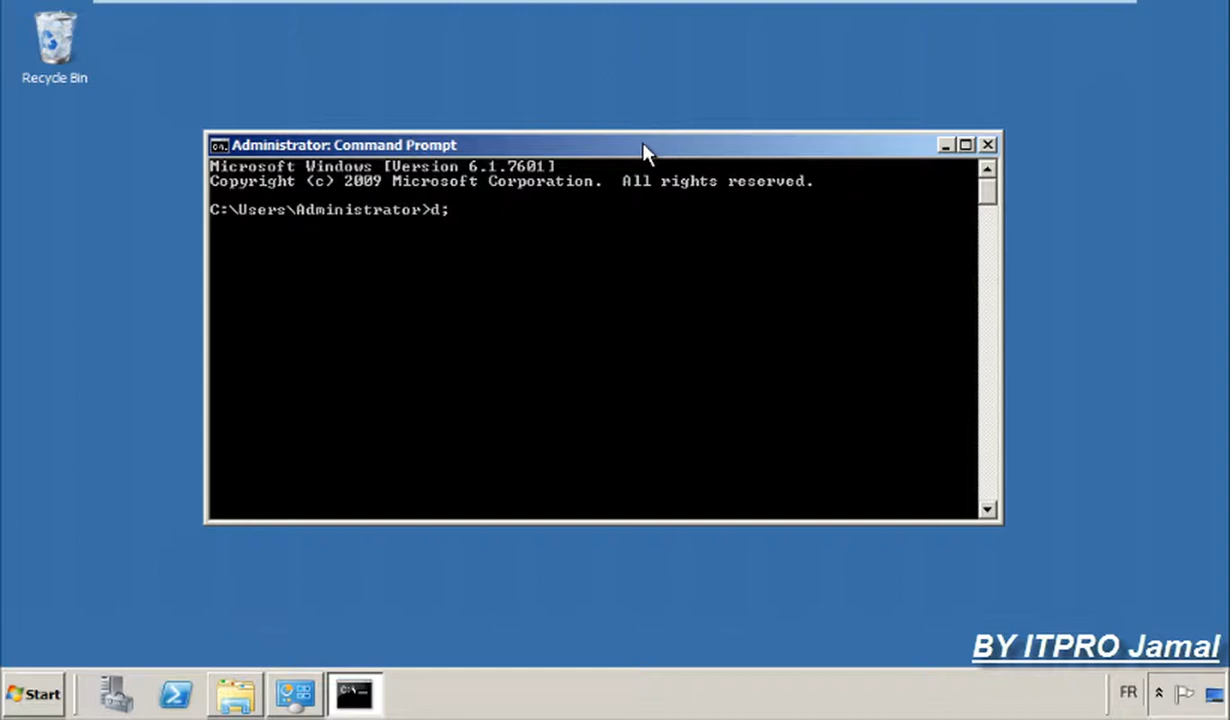 Recycle Bin
Administrator: Command Prompt
Microsoft Windows [Version 6.1.7601]
Copyright (c) 2009 Microsoft Corporation.  All rights reserved.
C:\Users\Administrator>d;
BY ITPRO Jamal
Start
FR